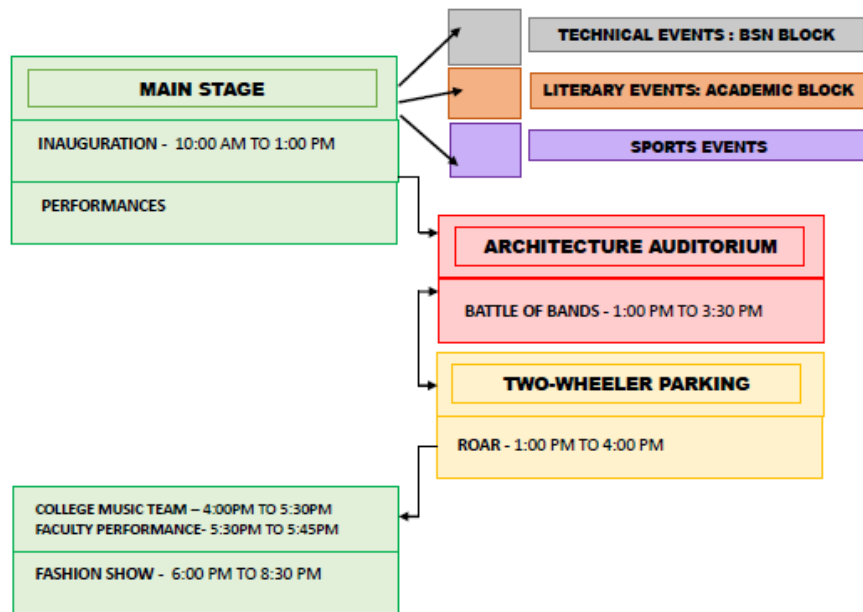 TECHNICAL EVENTS : BSN BLOCK
MAIN STAGE
LITERARY EVENTS: ACADEMIC BLOCK
INAUGURATION - 10:00 AM TO 1:00 PM
SPORTS EVENTS
PERFORMANCES
ARCHITECTURE AUDITORIUM
BATTLE OF BANDS - 1:00 PM TO 3:30 PM
TWO-WHEELER PARKING
ROAR - 1:00 PM TO 4:00 PM
COLLEGE MUSIC TEAM – 4:00PM TO 5:30PM
FACULTY PERFORMANCE- 5:30PM TO 5:45PM
FASHION SHOW - 6:00 PM TO 8:30 PM